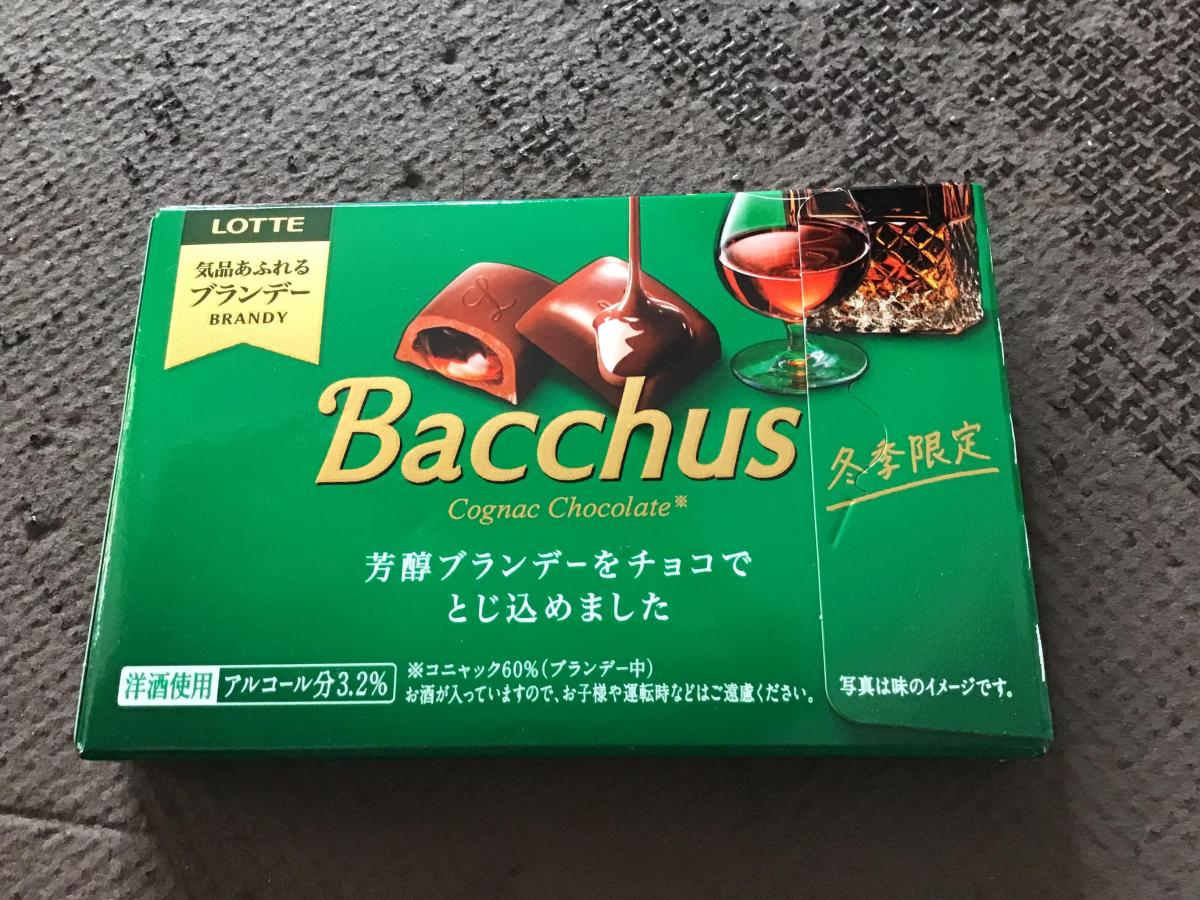 LOTTE
気品あふれる
ブランデー
BRANDY
Bacchus
Cognac Chocolate※
冬季限定
芳醇ブランデーをチョコで
とじ込めました
洋酒使用 アルコール分3.2%
※コニャック60%(ブランデー中)
お酒が入っていますので、お子様や運転時などはご遠慮ください。
写真は味のイメージです。